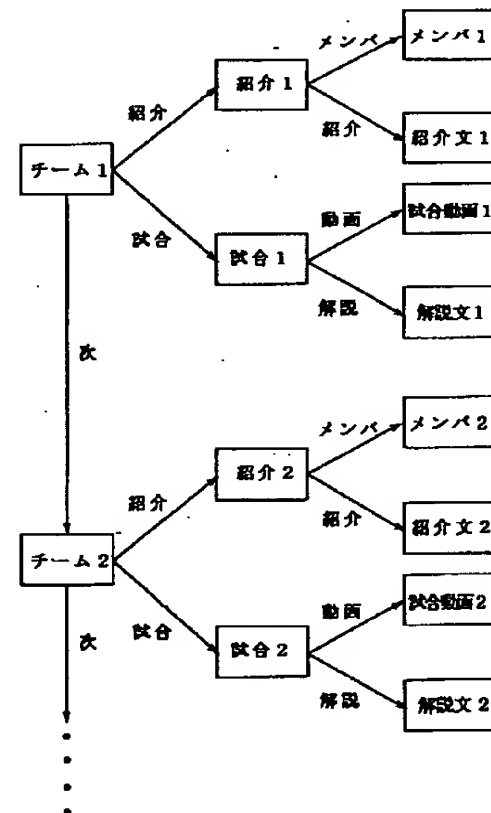 メンバ
メンバ1
紹介1
紹介
紹介
紹介文1
チーム1
動画
試合動画1
試合
試合1
解説
解説文1
次
メンバ
メンバ2
紹介2
紹介
紹介
紹介文2
チーム2
動画
試合動画2
次
試合
試合2
解説
解説文2